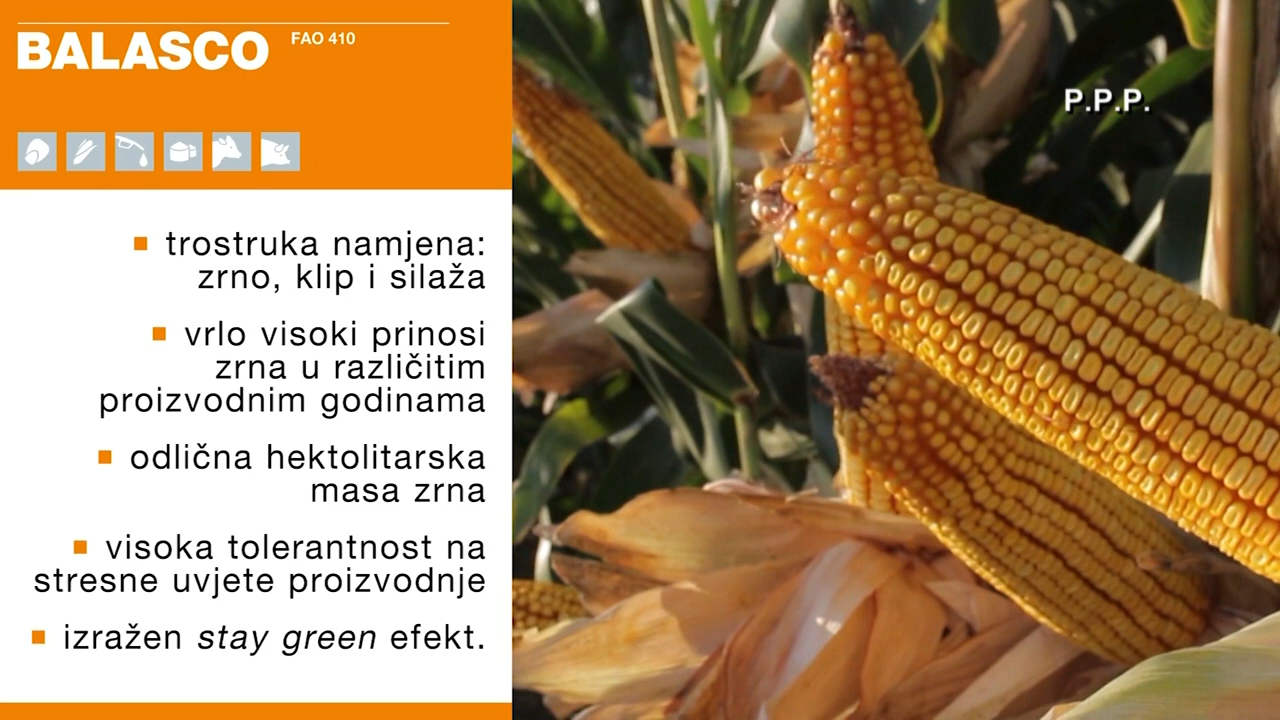 BALASCO FAO 410
P.P.P.
trostruka namjena:
zrno, klip i silaža
vrlo visoki prinosi
zrna u različitim
proizvodnim godinama
odlična hektolitarska
masa zrna
visoka tolerantnost na
stresne uvjete proizvodnje
izražen stay green efekt.